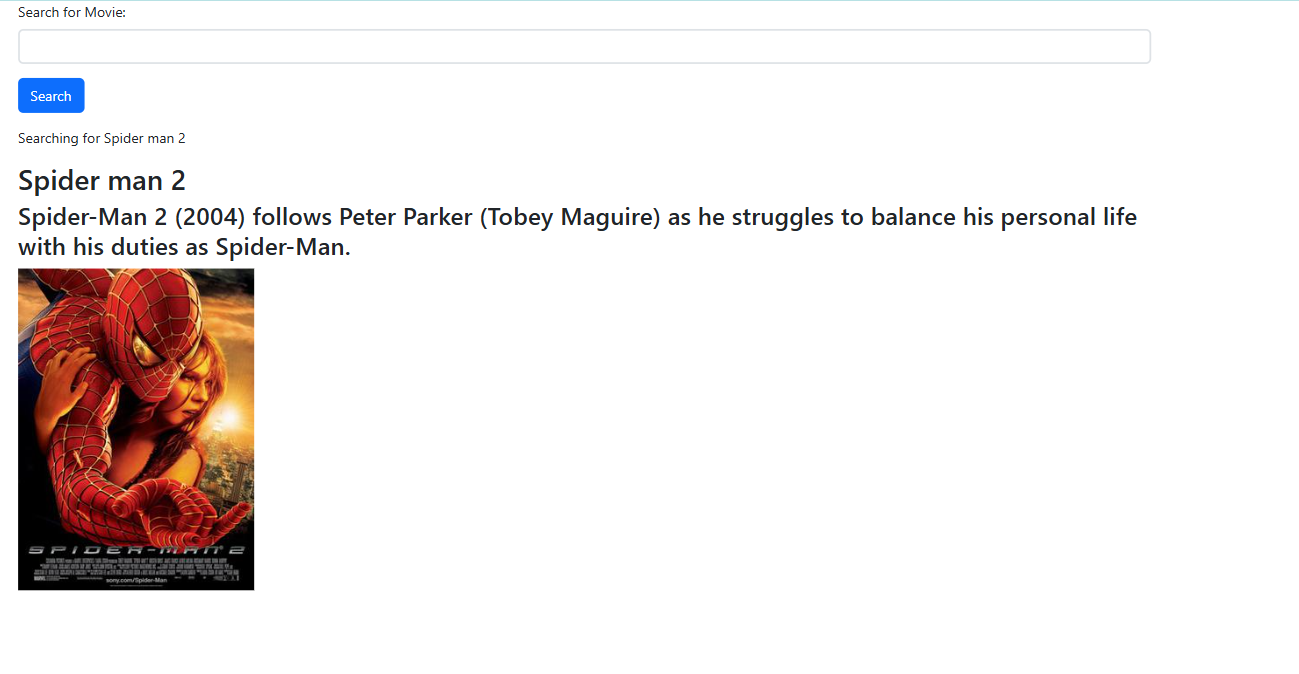 Search for Movie:
Search
Searching for Spider man 2
Spider man 2
Spider-Man 2 (2004) follows Peter Parker (Tobey Maguire) as he struggles to balance his personal life
with his duties as Spider-Man.
SPIDER-MAN 2
sony.com/Spider-Man